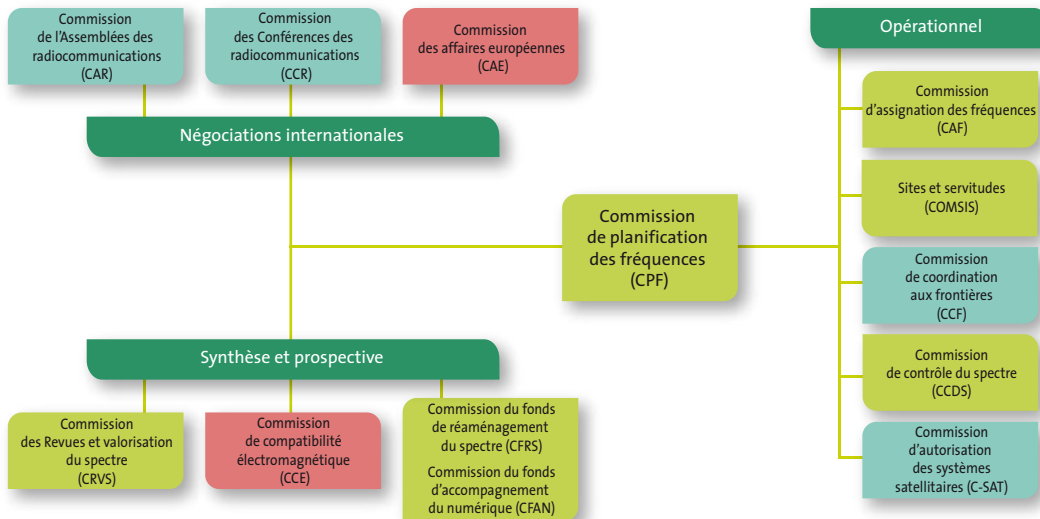 Commission
de l'Assemblées des
radiocommunications
(CAR)
Commission
des Conférences des
radiocommunications
(CCR)
Commission
des affaires européennes
(CAE)
Négociations internationales
Commission
de planification
des fréquences
(CPF)
Synthèse et prospective
Commission
des Revues et valorisation
du spectre
(CRVS)
Commission
de compatibilité
électromagnétique
(CCE)
Commission du fonds
de réaménagement
du spectre (CFRS)
Commission du fonds
d'accompagnement
du numérique (CFAN)
Opérationnel
Commission
d'assignation des fréquences
(CAF)
Sites et servitudes
(COMSIS)
Commission
de coordination
aux frontières
(CCF)
Commission
de contrôle du spectre
(CCDS)
Commission
d'autorisation
des systèmes
satellitaires (C-SAT)